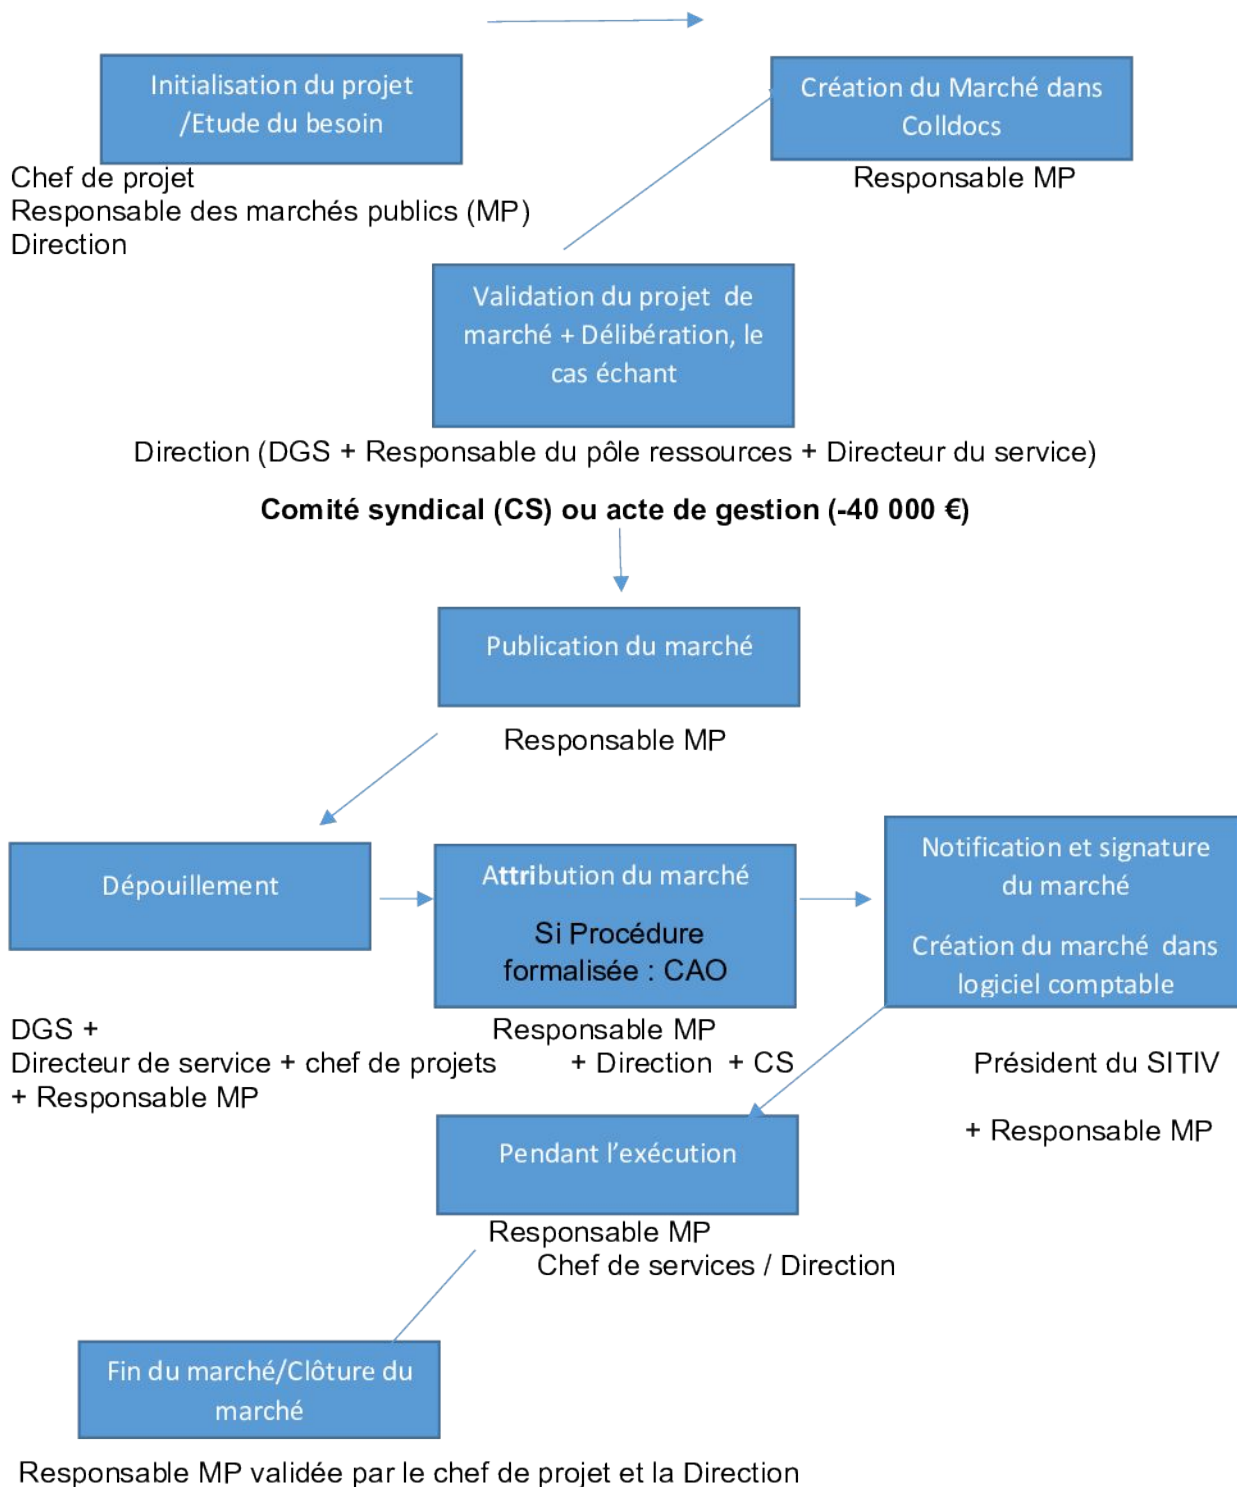 Initialisation du projet
/Etude du besoin
Création du Marché dans
Colldocs
Chef de projet
Responsable des marchés publics (MP)
Direction
Responsable MP
Validation du projet de
marché + Délibération, le
cas échant
Direction (DGS + Responsable du pôle ressources + Directeur du service)
Comité syndical (CS) ou acte de gestion (-40 000 €)
Publication du marché
Responsable MP
Dépouillement
Attribution du marché
Si Procédure
formalisée : CAO
Notification et signature
du marché
Création du marché dans
logiciel comptable
DGS +
Directeur de service + chef de projets
+ Responsable MP
Responsable MP
+ Direction + CS
Président du SITIV
+ Responsable MP
Pendant l'exécution
Responsable MP
Chef de services / Direction
Fin du marché/Clôture du
marché
Responsable MP validée par le chef de projet et la Direction